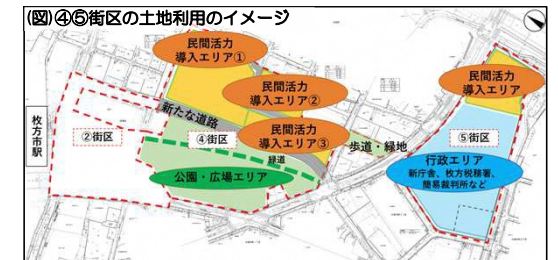 (図)④⑤街区の土地利用のイメージ
民間活力
導入エリア①
民間活力
導入エリア②
民間活力
導入エリア③
民間活力
導入エリア
新たな道路
枚方市駅
②街区
④街区
⑤街区
歩道・緑地
緑道
公園・広場エリア
行政エリア
新庁舎、枚方税務署、
簡易裁判所など